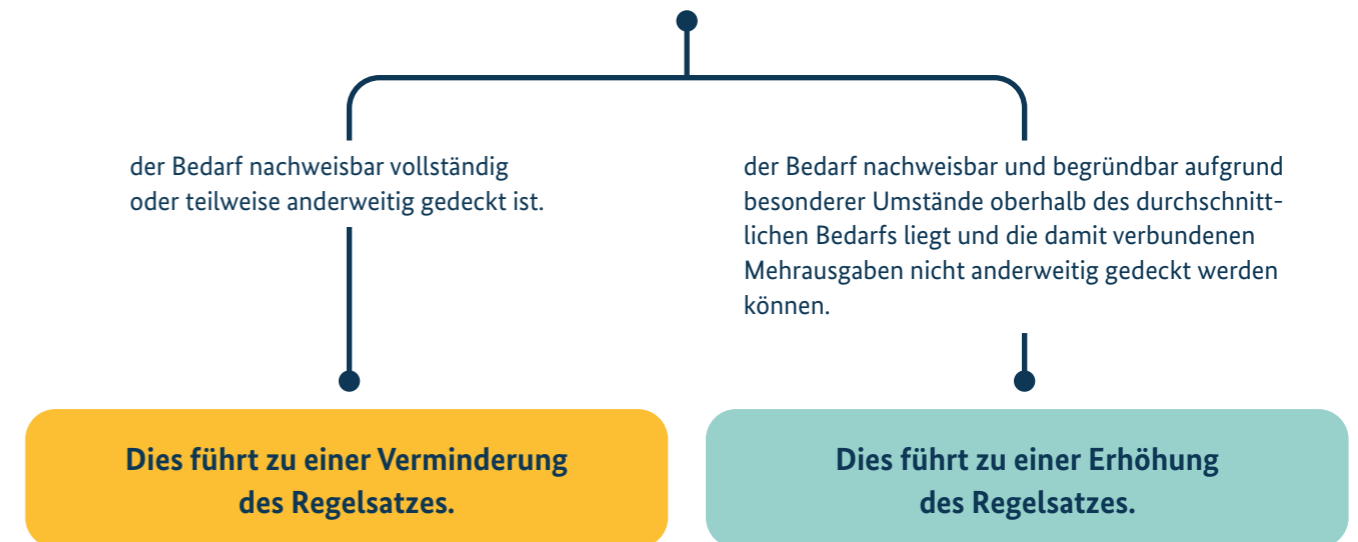 der Bedarf nachweisbar vollständig
oder teilweise anderweitig gedeckt ist.
der Bedarf nachweisbar und begründbar aufgrund
besonderer Umstände oberhalb des durchschnitt-
lichen Bedarfs liegt und die damit verbundenen
Mehrausgaben nicht anderweitig gedeckt werden
können.
Dies führt zu einer Verminderung
des Regelsatzes.
Dies führt zu einer Erhöhung
des Regelsatzes.